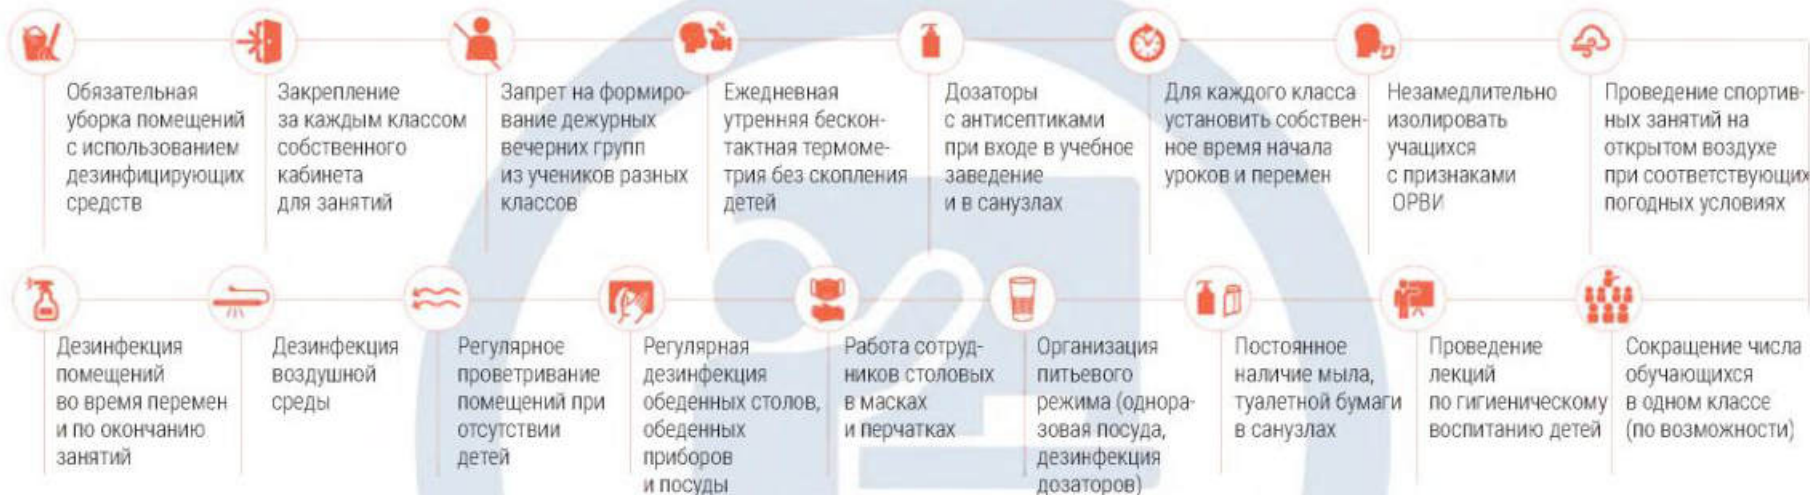 Обязательная
уборка помещений
с использованием
дезинфицирующих
средств
Закрепление
за каждым классом
собственного
кабинета
для занятий
Запрет на формиро-
вание дежурных
вечерних групп
из учеников разных
классов
Ежедневная
утренняя бескон-
тактная термоме-
трия без скопления
детей
Дозаторы
с антисептиками
при входе в учебное
заведение
и в санузлах
Для каждого класса
установить собствен-
ное время начала
уроков и перемен
Незамедлительно
изолировать
учащихся
с признаками
ОРВИ
Проведение спортив-
ных занятий на
открытом воздухе
при соответствующих
погодных условиях
Дезинфекция
помещений
во время перемен
и по окончанию
занятий
Дезинфекция
воздушной
среды
Регулярное
проветривание
помещений при
отсутствии
детей
Регулярная
дезинфекция
обеденных столов,
обеденных
приборов
и посуды
Работа сотруд-
ников столовых
в масках
и перчатках
Организация
питьевого
режима (однора-
зовая посуда,
дезинфекция
дозаторов)
Постоянное
наличие мыла,
туалетной бумаги
в санузлах
Проведение
лекций
по гигиеническому
воспитанию детей
Сокращение числа
обучающихся
в одном классе
(по возможности)